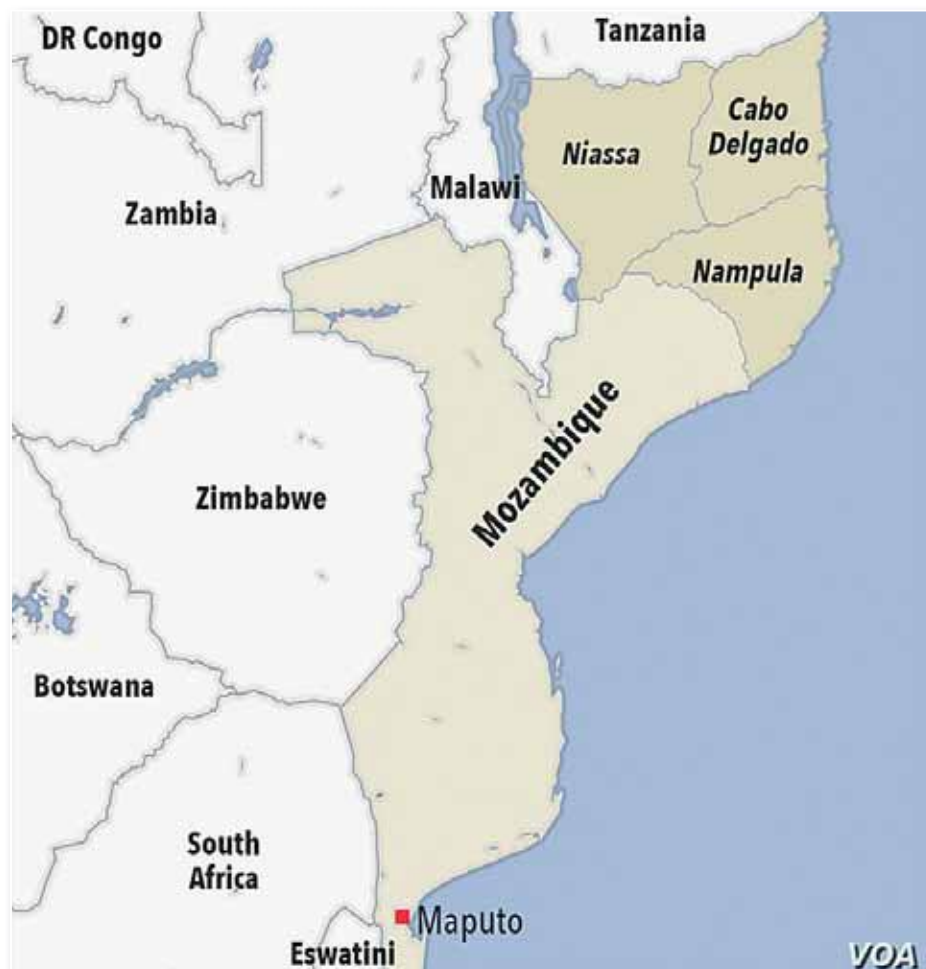 DR Congo
Tanzania
Cabo
Delgado
Niassa
Malawi
Zambia
Nampula
Mozambique
Zimbabwe
Botswana
South
Africa
Maputo
Eswatini
VOA